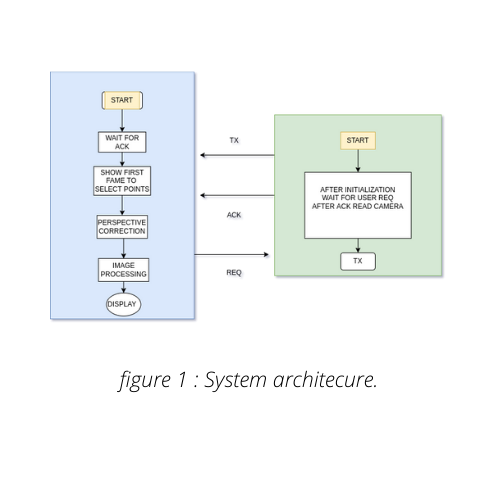 START
WAIT FOR
ACK
SHOW FIRST
FAME TO
SELECT POINTS
PERSPECTIVE
CORRECTION
IMAGE
PROCESSING
DISPLAY
TX
ACK
REQ
START
AFTER INITIALIZATION
WAIT FOR USER REQ
AFTER ACK READ CAMERA
TX
figure 1 : System architecure.